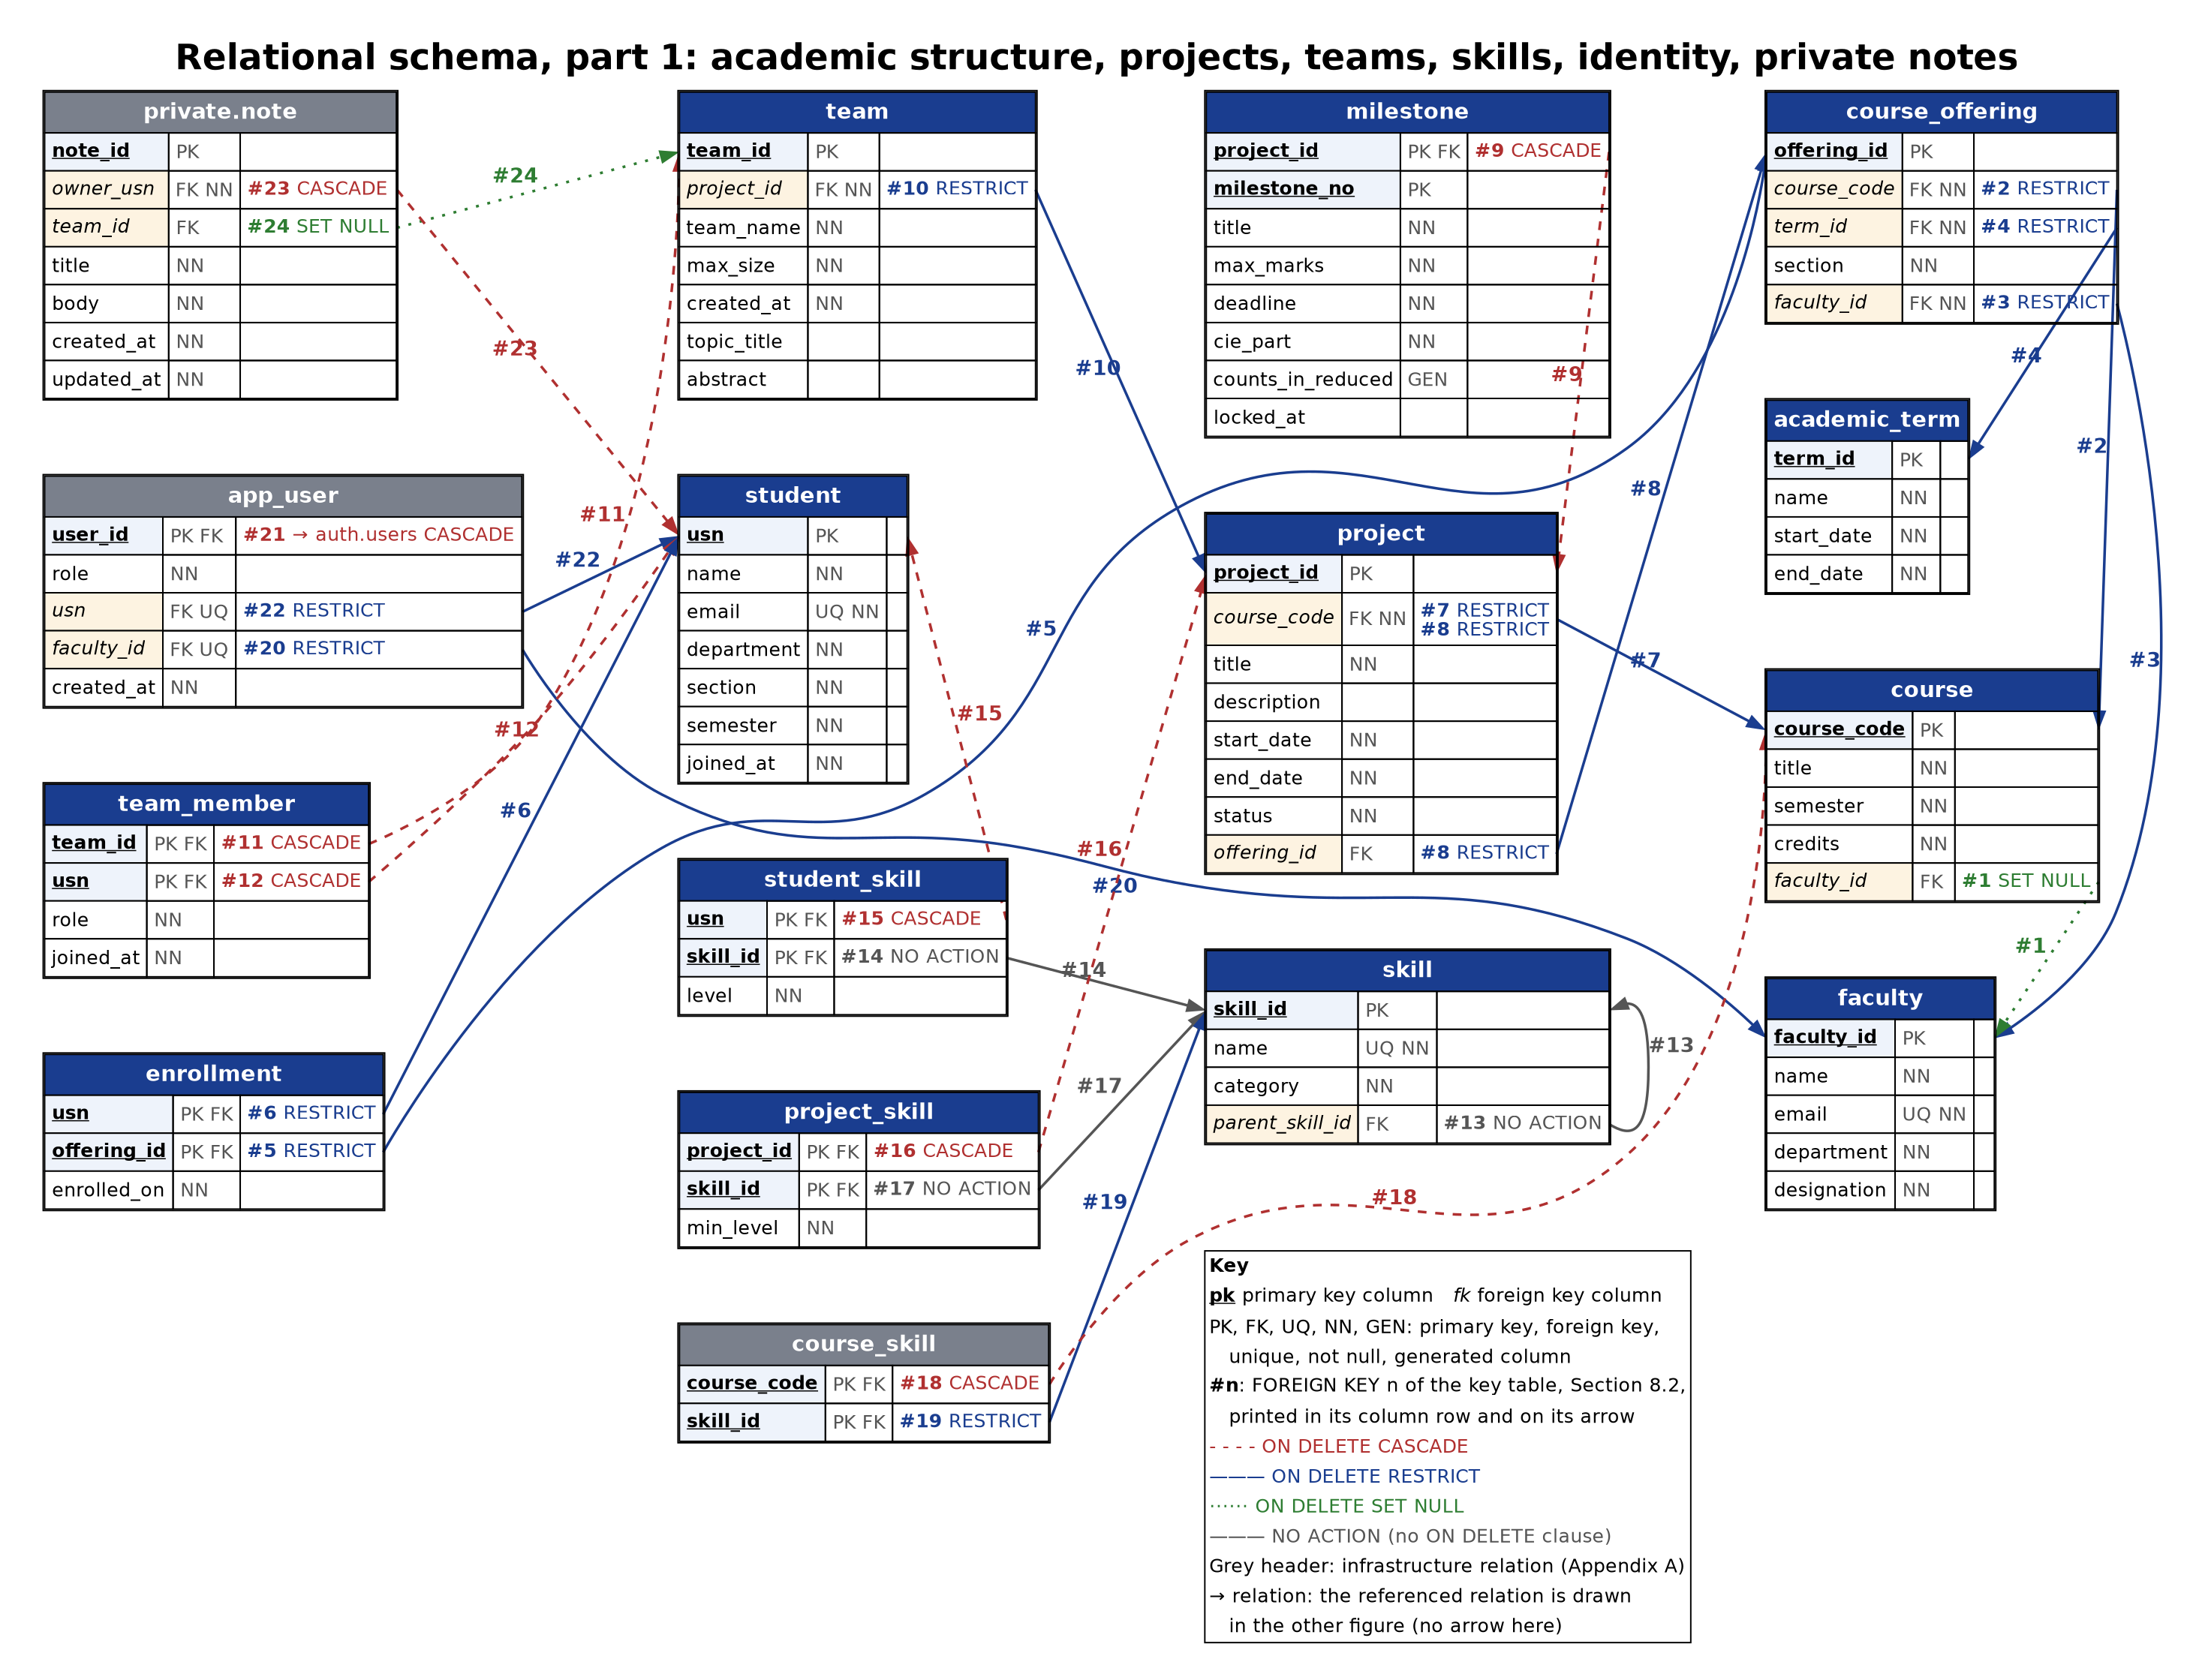 Relational schema, part 1: academic structure, projects, teams, skills, identity, private notes
private.note
note_id PK
owner_usn FK NN #23 CASCADE
team_id FK #24 SET NULL
title NN
body NN
created_at NN
updated_at NN
#24
#23
team
team_id PK
project_id FK NN #10 RESTRICT
team_name NN
max_size NN
created_at NN
topic_title
abstract
#10
milestone
project_id PK FK #9 CASCADE
milestone_no PK
title NN
max_marks NN
deadline NN
cie_part NN
counts_in_reduced GEN
locked_at
#9
course_offering
offering_id PK
course_code FK NN #2 RESTRICT
term_id FK NN #4 RESTRICT
section NN
faculty_id FK NN #3 RESTRICT
#4
#2
#3
academic_term
term_id PK
name NN
start_date NN
end_date NN
app_user
user_id PK FK #21 → auth.users CASCADE
role NN
usn FK UQ #22 RESTRICT
faculty_id FK UQ #20 RESTRICT
created_at NN
#11
#22
#12
student
usn PK
name NN
email UQ NN
department NN
section NN
semester NN
joined_at NN
#15
#5
#8
#7
project
project_id PK
course_code FK NN #7 RESTRICT
#8 RESTRICT
title NN
description
start_date NN
end_date NN
status NN
offering_id FK #8 RESTRICT
course
course_code PK
title NN
semester NN
credits NN
faculty_id FK #1 SET NULL
#1
team_member
team_id PK FK #11 CASCADE
usn PK FK #12 CASCADE
role NN
joined_at NN
#6
#16
#20
student_skill
usn PK FK #15 CASCADE
skill_id PK FK #14 NO ACTION
level NN
#14
skill
skill_id PK
name UQ NN
category NN
parent_skill_id FK #13 NO ACTION
#13
faculty
faculty_id PK
name NN
email UQ NN
department NN
designation NN
enrollment
usn PK FK #6 RESTRICT
offering_id PK FK #5 RESTRICT
enrolled_on NN
project_skill
project_id PK FK #16 CASCADE
skill_id PK FK #17 NO ACTION
min_level NN
#17
#19
#18
course_skill
course_code PK FK #18 CASCADE
skill_id PK FK #19 RESTRICT
Key
pk primary key column fk foreign key column
PK, FK, UQ, NN, GEN: primary key, foreign key,
unique, not null, generated column
#n: FOREIGN KEY n of the key table, Section 8.2,
printed in its column row and on its arrow
- - - - ON DELETE CASCADE
——— ON DELETE RESTRICT
······ ON DELETE SET NULL
——— NO ACTION (no ON DELETE clause)
Grey header: infrastructure relation (Appendix A)
→ relation: the referenced relation is drawn
in the other figure (no arrow here)